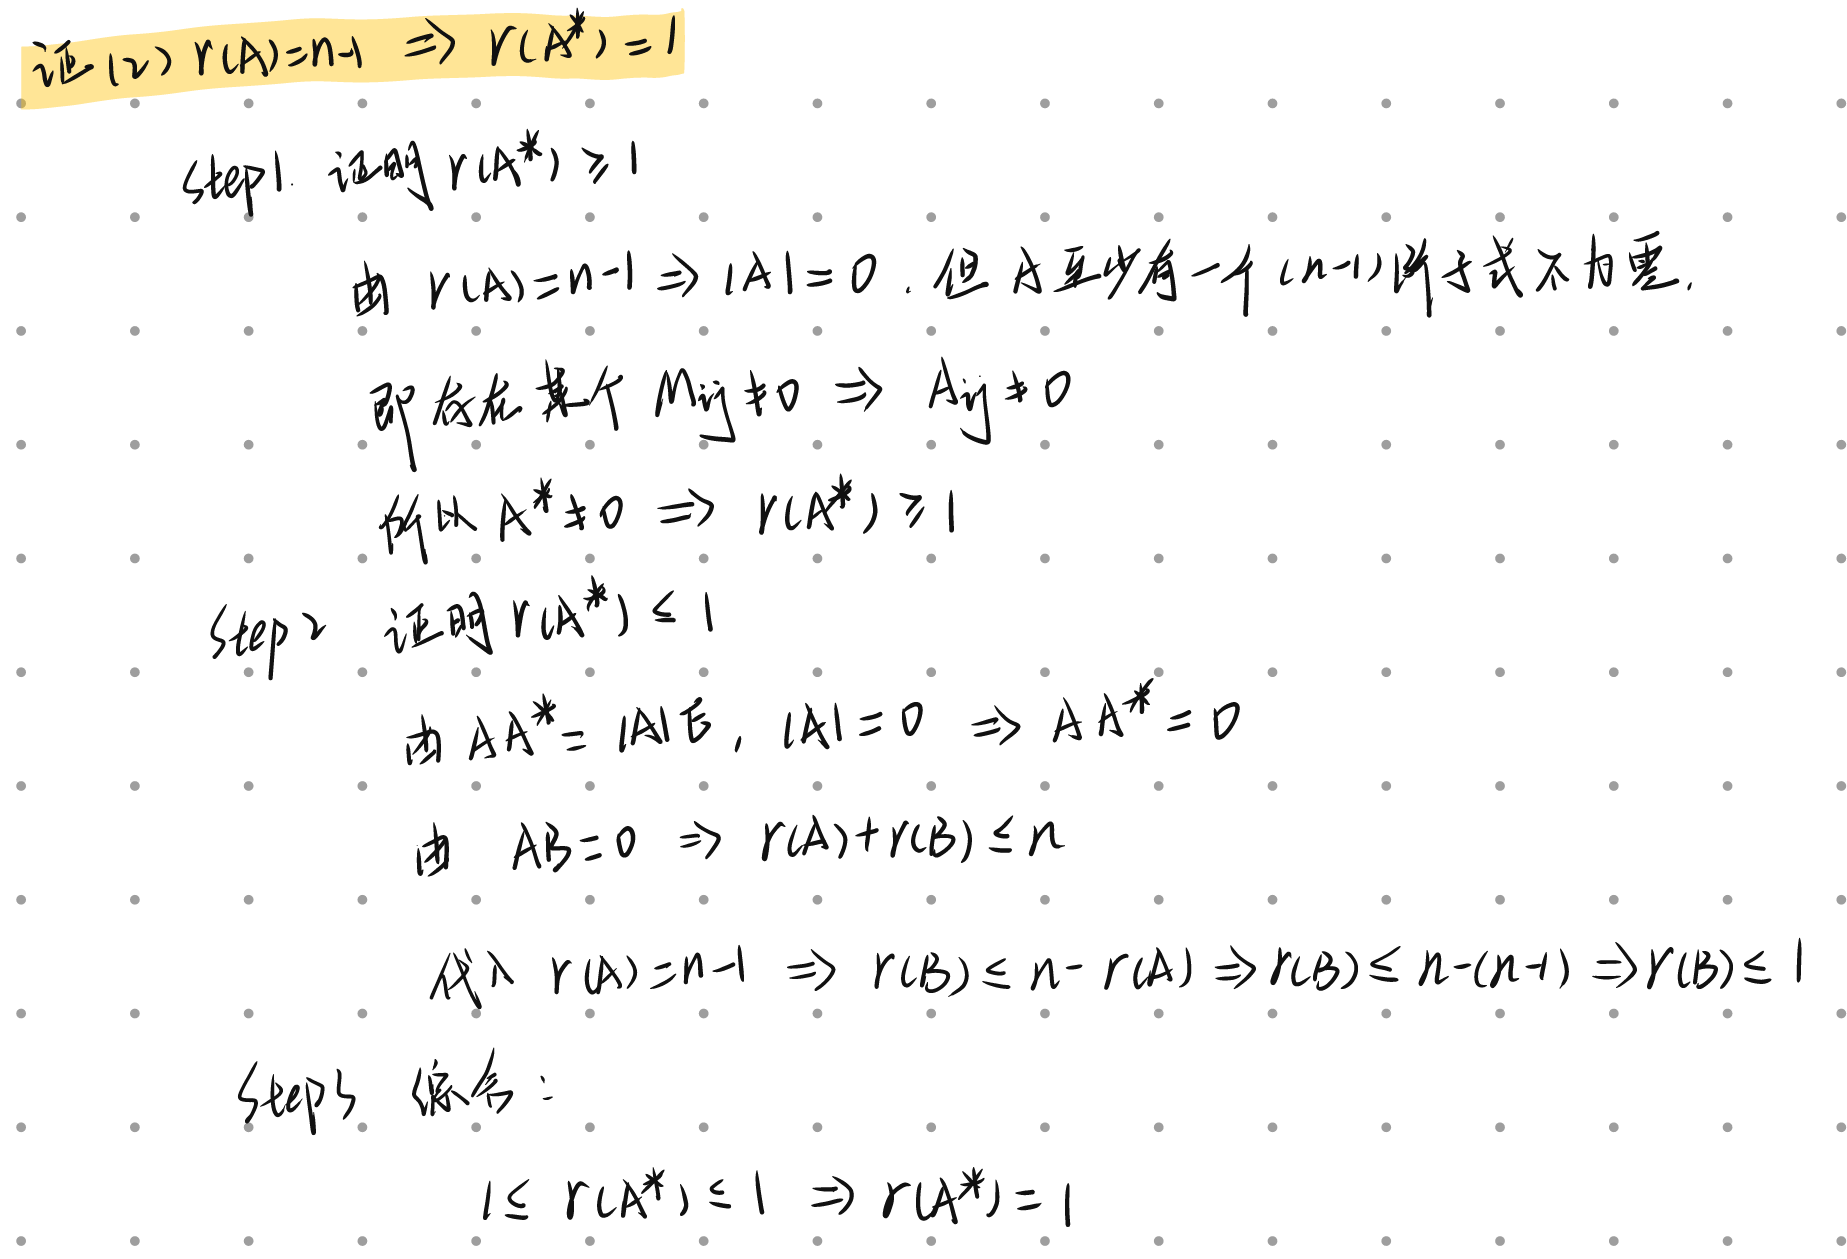 证(2) r(A)=n-1 ⇒ r(A*)=1
Step1. 证明 r(A*) ≥ 1
由 r(A)=n-1 ⇒ |A|=0. 但 A 至少有一个 (n-1)阶子式不为零.
即存在某个 Mij≠0 ⇒ Aij≠0
所以 A*≠0 ⇒ r(A*) ≥ 1
Step2 证明 r(A*) ≤ 1
由 AA*=|A|E, |A|=0 ⇒ AA*=0
由 AB=0 ⇒ r(A)+r(B)≤n
代入 r(A)=n-1 ⇒ r(B)≤n-r(A) ⇒ r(B)≤n-(n-1) ⇒ r(B)≤1
Step3 综合:
1≤r(A*)≤1 ⇒ r(A*)=1